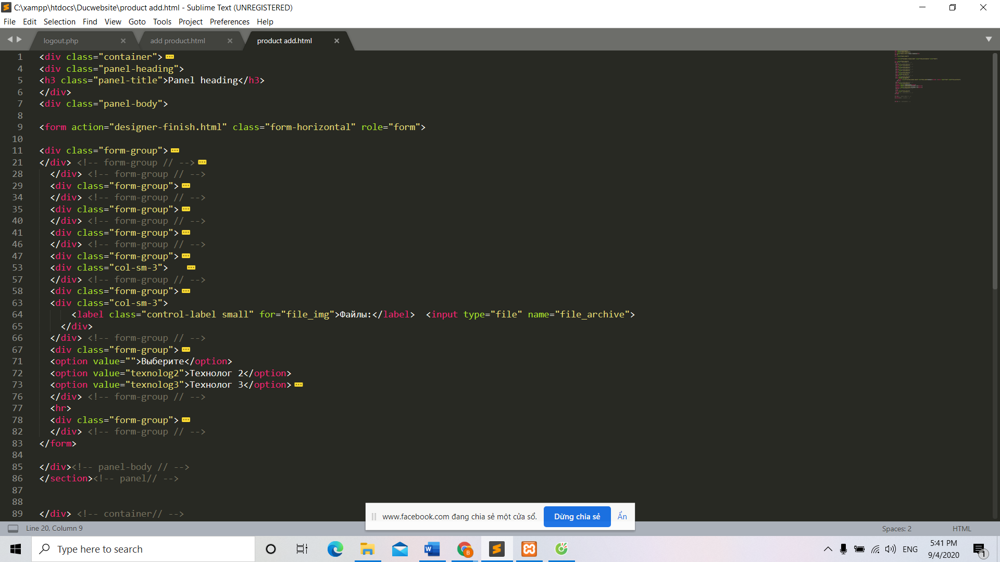 C:\xampp\htdocs\Ducwebsite\product add.html - Sublime Text (UNREGISTERED)
File Edit Selection Find View Goto Tools Project Preferences Help
logout.php add product.html product add.html
1 <div class="container">
4 <div class="panel-heading">
5 <h3 class="panel-title">Panel heading</h3>
6 </div>
7 <div class="panel-body">
8
9 <form action="designer-finish.html" class="form-horizontal" role="form">
10
11 <div class="form-group">
21 </div> <!-- form-group // -->
28 </div> <!-- form-group // -->
29 <div class="form-group">
34 </div> <!-- form-group // -->
35 <div class="form-group">
40 </div> <!-- form-group // -->
41 <div class="form-group">
46 </div> <!-- form-group // -->
47 <div class="form-group">
53 <div class="col-sm-3">
57 </div> <!-- form-group // -->
58 <div class="form-group">
63 <div class="col-sm-3">
64 <label class="control-label small" for="file_img">Файлы:</label> <input type="file" name="file_archive">
65 </div>
66 </div> <!-- form-group // -->
67 <div class="form-group">
71 <option value="">Выберите</option>
72 <option value="texnolog2">Технолог 2</option>
73 <option value="texnolog3">Технолог 3</option>
76 </div> <!-- form-group // -->
77 <hr>
78 <div class="form-group">
82 </div> <!-- form-group // -->
83 </form>
84
85 </div><!-- panel-body // -->
86 </section><!-- panel// -->
87
88
89 </div> <!-- container// -->
www.facebook.com đang chia sẻ một cửa sổ. Dừng chia sẻ Ẩn
Line 20, Column 9 Spaces: 2 HTML
Type here to search ENG 5:41 PM
9/4/2020 1